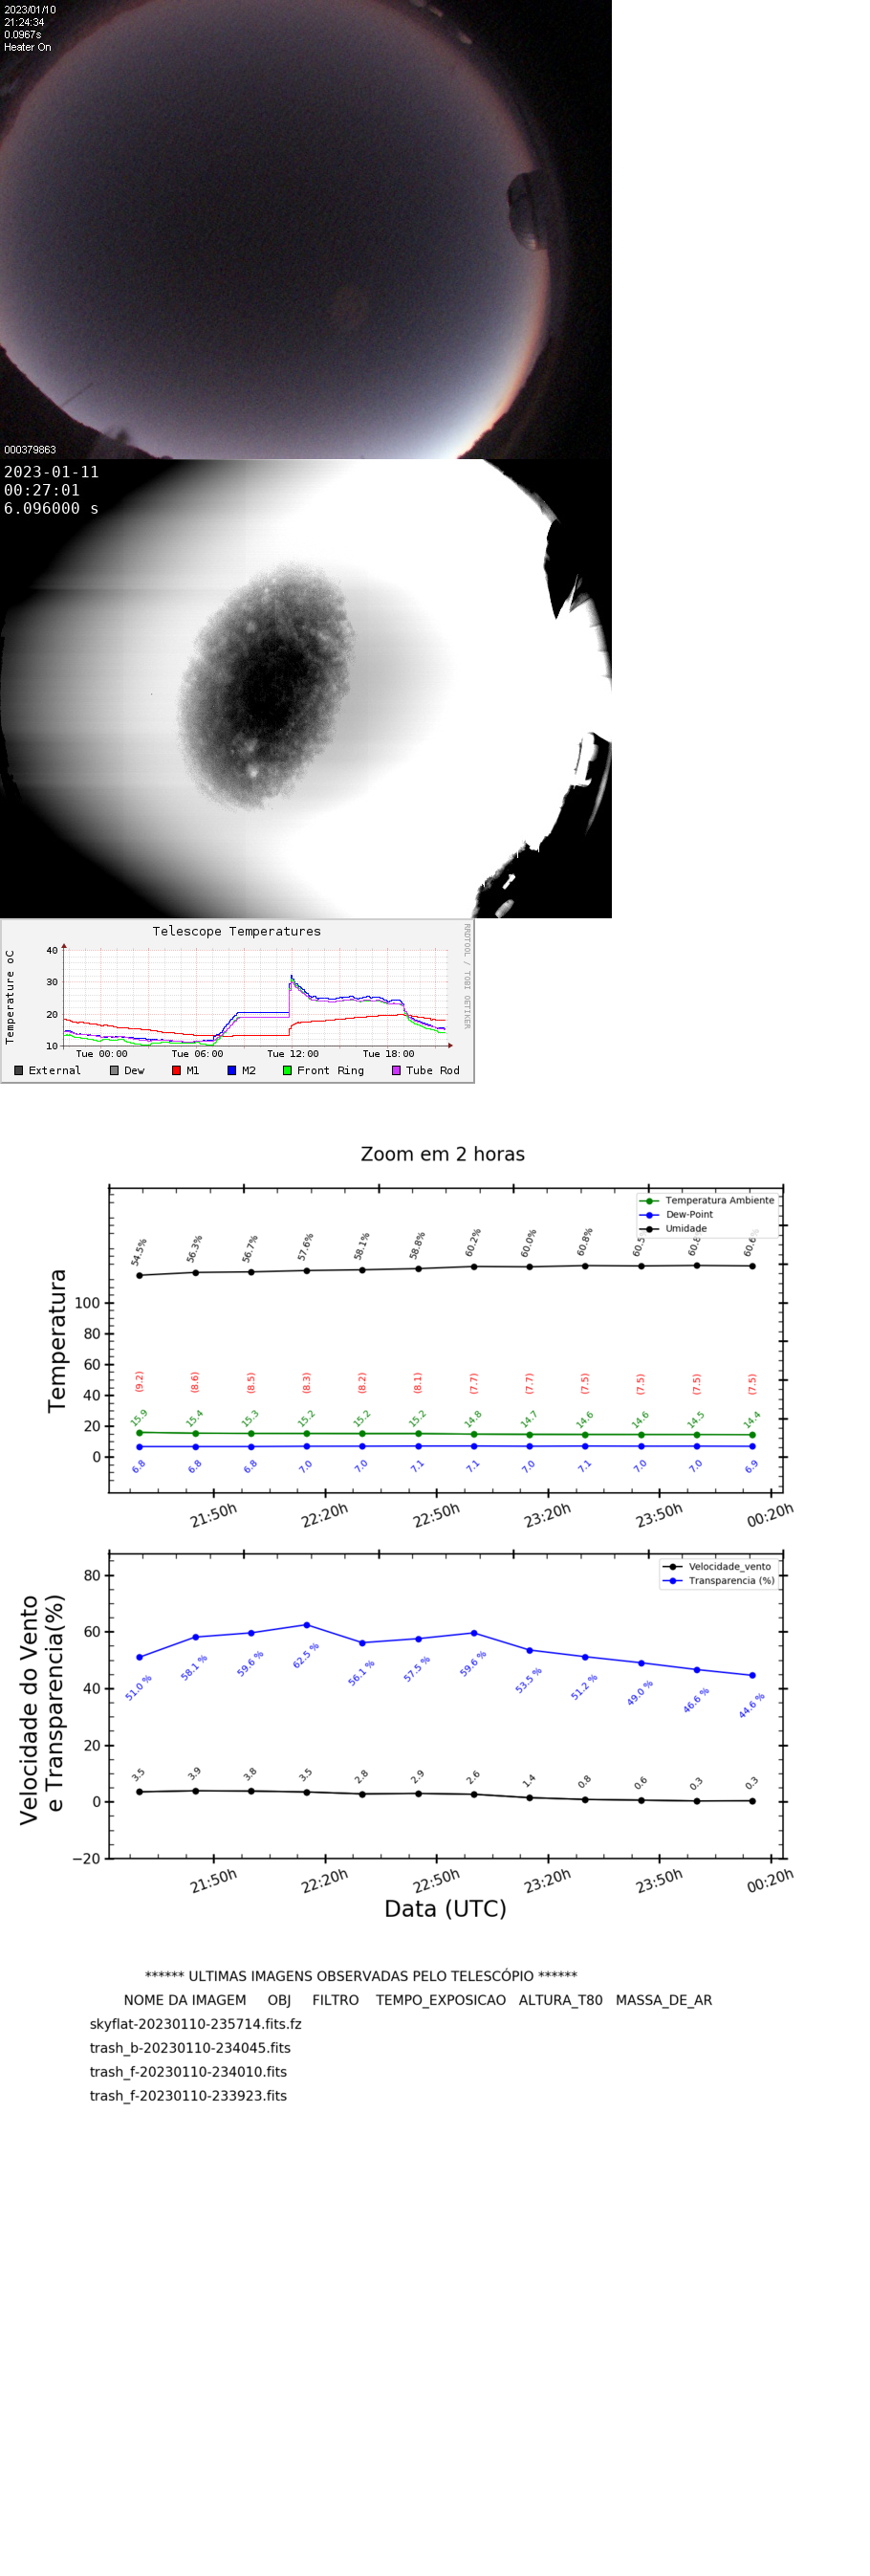 2023/01/10
21:24:34
0.0967s
Heater On
000379863
2023-01-11
00:27:01
6.096000 s
Telescope Temperatures
RRDTOOL / TOBI OETIKER
Temperature oC
40
30
20
10
Tue 00:00 Tue 06:00 Tue 12:00 Tue 18:00
External Dew M1 M2 Front Ring Tube Rod
Zoom em 2 horas
Temperatura Ambiente
Dew-Point
Umidade
54.5% 56.3% 56.7% 57.6% 58.1% 58.8% 60.2% 60.0% 60.8% 60.5 60.8 60.6%
Temperatura
100
80
60
40
20
0
(9.2) (8.6) (8.5) (8.3) (8.2) (8.1) (7.7) (7.7) (7.5) (7.5) (7.5) (7.5)
15.9 15.4 15.3 15.2 15.2 15.2 14.8 14.7 14.6 14.6 14.5 14.4
6.8 6.8 6.8 7.0 7.0 7.1 7.1 7.0 7.1 7.0 7.0 6.9
21:50h 22:20h 22:50h 23:20h 23:50h 00:20h
Velocidade_vento
Transparencia (%)
Velocidade do Vento
e Transparencia(%)
80
60
40
20
0
−20
51.0 % 58.1 % 59.6 % 62.5 % 56.1 % 57.5 % 59.6 % 53.5 % 51.2 % 49.0 % 46.6 % 44.6 %
3.5 3.9 3.8 3.5 2.8 2.9 2.6 1.4 0.8 0.6 0.3 0.3
21:50h 22:20h 22:50h 23:20h 23:50h 00:20h
Data (UTC)
****** ULTIMAS IMAGENS OBSERVADAS PELO TELESCÓPIO ******
NOME DA IMAGEM OBJ FILTRO TEMPO_EXPOSICAO ALTURA_T80 MASSA_DE_AR
skyflat-20230110-235714.fits.fz
trash_b-20230110-234045.fits
trash_f-20230110-234010.fits
trash_f-20230110-233923.fits